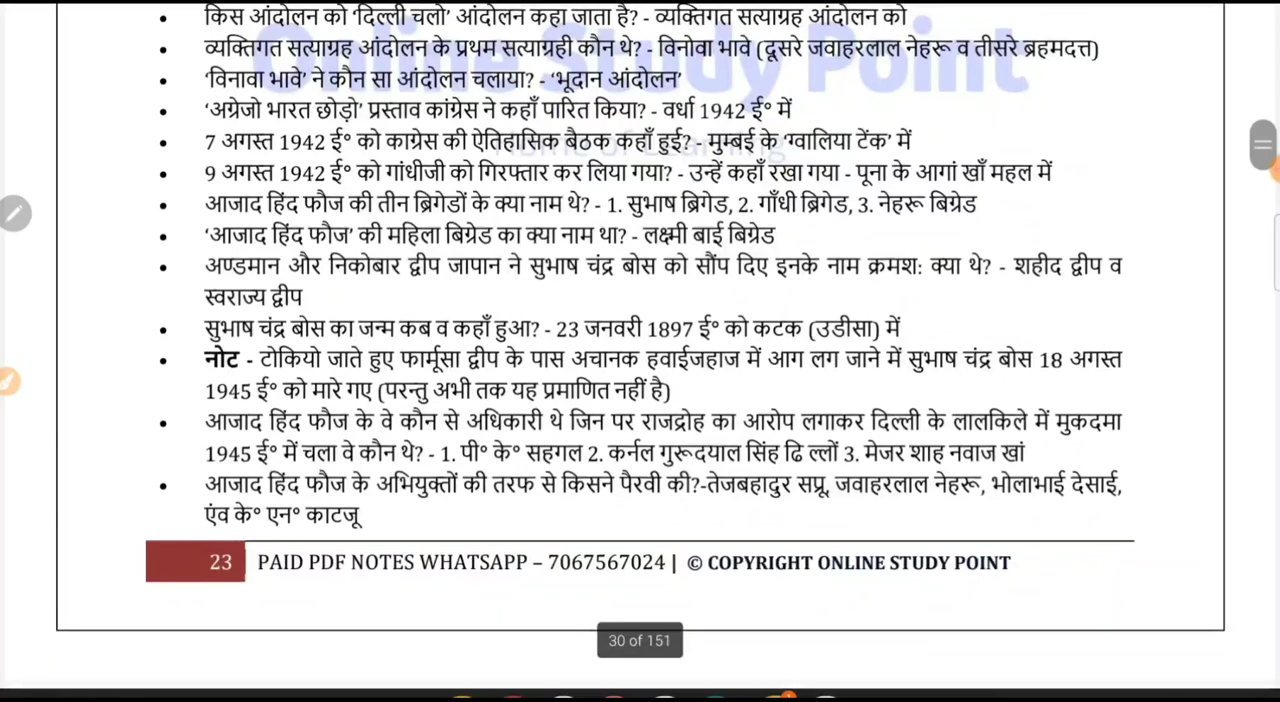 • किस आंदोलन को ‘दिल्ली चलो’ आंदोलन कहा जाता है? - व्यक्तिगत सत्याग्रह आंदोलन को
• व्यक्तिगत सत्याग्रह आंदोलन के प्रथम सत्याग्रही कौन थे? - विनोवा भावे (दूसरे जवाहरलाल नेहरू व तीसरे ब्रहमदत्त)
• ‘विनावा भावे’ ने कौन सा आंदोलन चलाया? - ‘भूदान आंदोलन’
Online Study Point
• ‘अग्रेजो भारत छोड़ो’ प्रस्ताव कांग्रेस ने कहाँ पारित किया? - वर्धा 1942 ई° में
• 7 अगस्त 1942 ई° को काग्रेस की ऐतिहासिक बैठक कहाँ हुई? - मुम्बई के ‘ग्वालिया टेंक’ में
• 9 अगस्त 1942 ई° को गांधीजी को गिरफ्तार कर लिया गया? - उन्हें कहाँ रखा गया - पूना के आगां खाँ महल में
• आजाद हिंद फौज की तीन ब्रिगेडों के क्या नाम थे? - 1. सुभाष ब्रिगेड, 2. गाँधी ब्रिगेड, 3. नेहरू बिग्रेड
• ‘आजाद हिंद फौज’ की महिला बिग्रेड का क्या नाम था? - लक्ष्मी बाई बिग्रेड
• अण्डमान और निकोबार द्वीप जापान ने सुभाष चंद्र बोस को सौंप दिए इनके नाम क्रमश: क्या थे? - शहीद द्वीप व
स्वराज्य द्वीप
• सुभाष चंद्र बोस का जन्म कब व कहाँ हुआ? - 23 जनवरी 1897 ई° को कटक (उडीसा) में
• नोट - टोकियो जाते हुए फार्मूसा द्वीप के पास अचानक हवाईजहाज में आग लग जाने में सुभाष चंद्र बोस 18 अगस्त
1945 ई° को मारे गए (परन्तु अभी तक यह प्रमाणित नहीं है)
• आजाद हिंद फौज के वे कौन से अधिकारी थे जिन पर राजद्रोह का आरोप लगाकर दिल्ली के लालकिले में मुकदमा
1945 ई° में चला वे कौन थे? - 1. पी° के° सहगल 2. कर्नल गुरूदयाल सिंह ढि ल्लों 3. मेजर शाह नवाज खां
• आजाद हिंद फौज के अभियुक्तों की तरफ से किसने पैरवी की?-तेजबहादुर सप्रू, जवाहरलाल नेहरू, भोलाभाई देसाई,
एंव के° एन° काटजू
23 PAID PDF NOTES WHATSAPP – 7067567024 | © COPYRIGHT ONLINE STUDY POINT
30 of 151